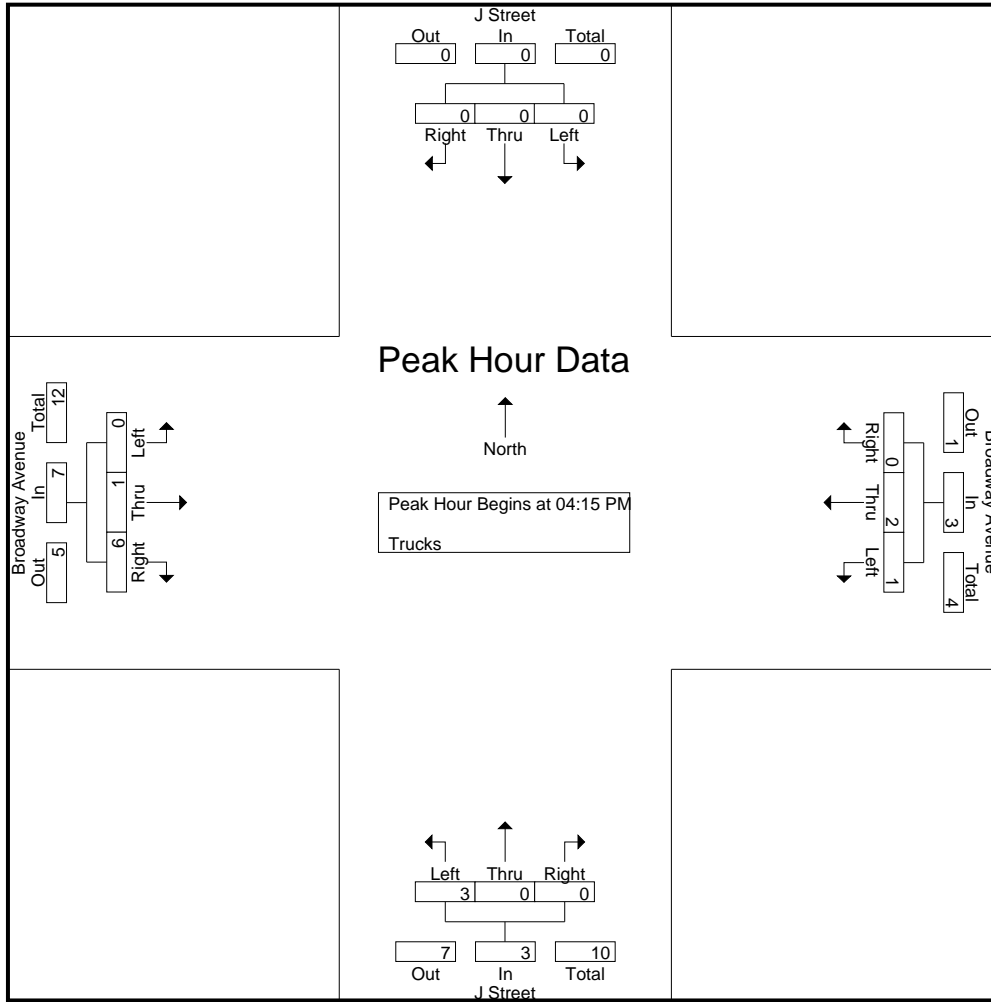 J Street
Out In Total
0 0 0
0 0 0
Right Thru Left
Peak Hour Data
North
Peak Hour Begins at 04:15 PM
Trucks
Broadway Avenue
Total In Out
12 7 5
0 1 6
Left Thru Right
Broadway Avenue
Out In Total
1 3 4
0 2 1
Right Thru Left
Left Thru Right
3 0 0
7 3 10
Out In Total
J Street